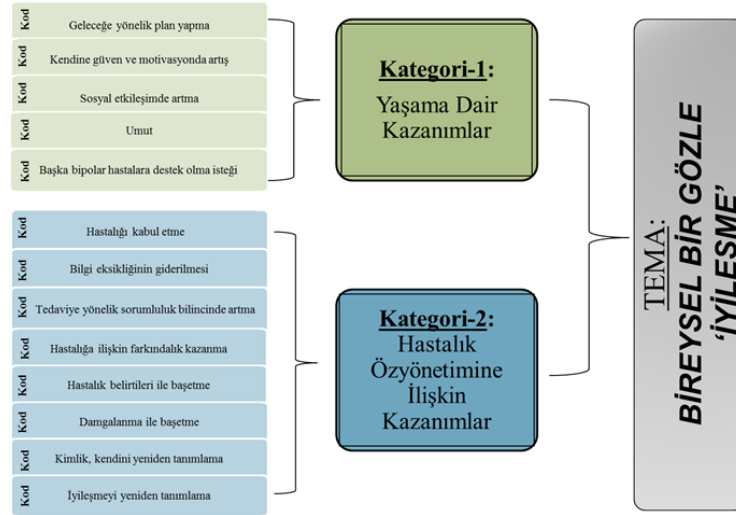 Kod Geleceğe yönelik plan yapma
Kod Kendine güven ve motivasyonda artış
Kod Sosyal etkileşimde artma
Kod Umut
Kod Başka bipolar hastalara destek olma isteği
Kategori-1:
Yaşama Dair
Kazanımlar
Kod Hastalığı kabul etme
Kod Bilgi eksikliğinin giderilmesi
Kod Tedaviye yönelik sorumluluk bilincinde artma
Kod Hastalığa ilişkin farkındalık kazanma
Kod Hastalık belirtileri ile başetme
Kod Damgalanma ile başetme
Kod Kimlik, kendini yeniden tanımlama
Kod İyileşmeyi yeniden tanımlama
Kategori-2:
Hastalık
Özyönetimine
İlişkin
Kazanımlar
TEMA:
BİREYSEL BİR GÖZLE
‘İYİLEŞME’